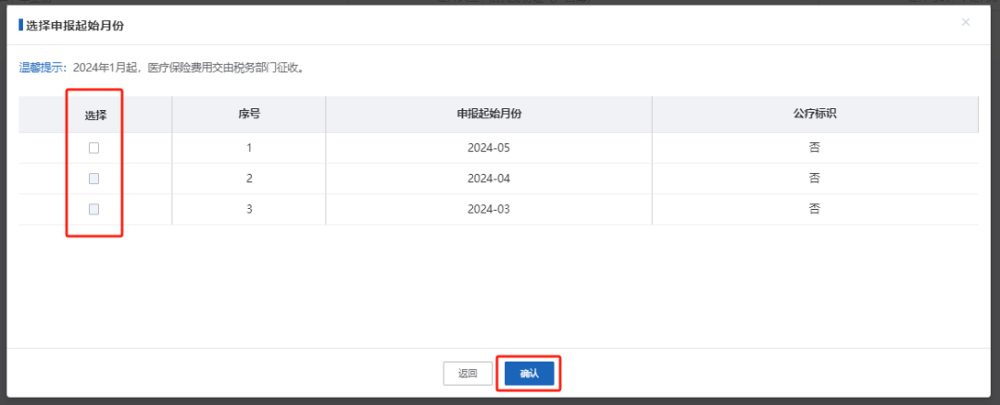 选择申报起始月份
×
温馨提示：2024年1月起，医疗保险费用交由税务部门征收。
选择 序号 申报起始月份 公疗标识
1 2024-05 否
2 2024-04 否
3 2024-03 否
返回 确认